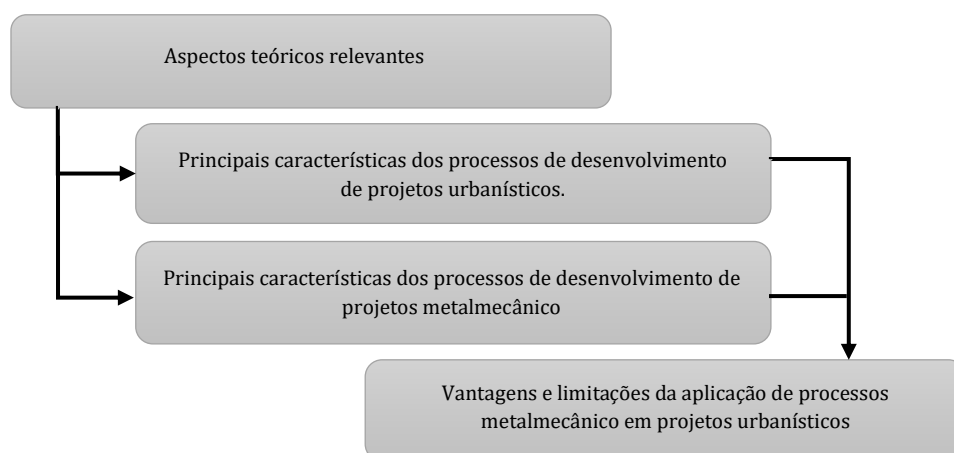 Aspectos teóricos relevantes
Principais características dos processos de desenvolvimento
de projetos urbanísticos.
Principais características dos processos de desenvolvimento de
projetos metalmecânico
Vantagens e limitações da aplicação de processos
metalmecânico em projetos urbanísticos